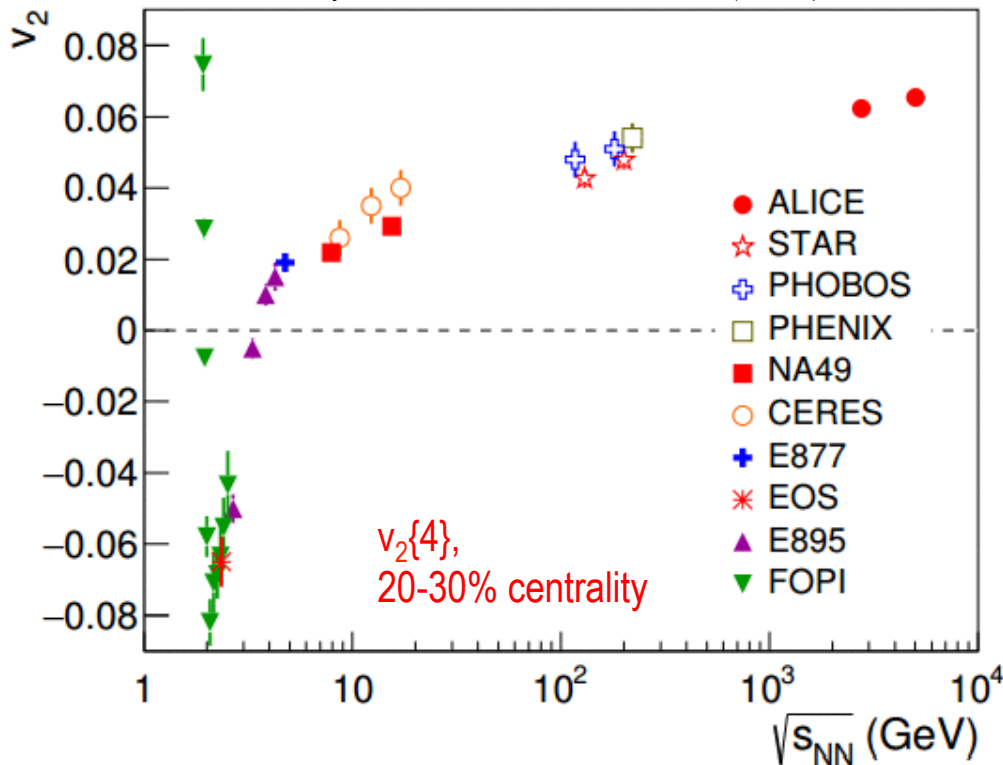 v2
0.08
0.06
0.04
0.02
0
−0.02
−0.04
−0.06
−0.08
ALICE
STAR
PHOBOS
PHENIX
NA49
CERES
E877
EOS
E895
FOPI
v2{4},
20-30% centrality
1 10 10² 10³ 10⁴
√sNN (GeV)